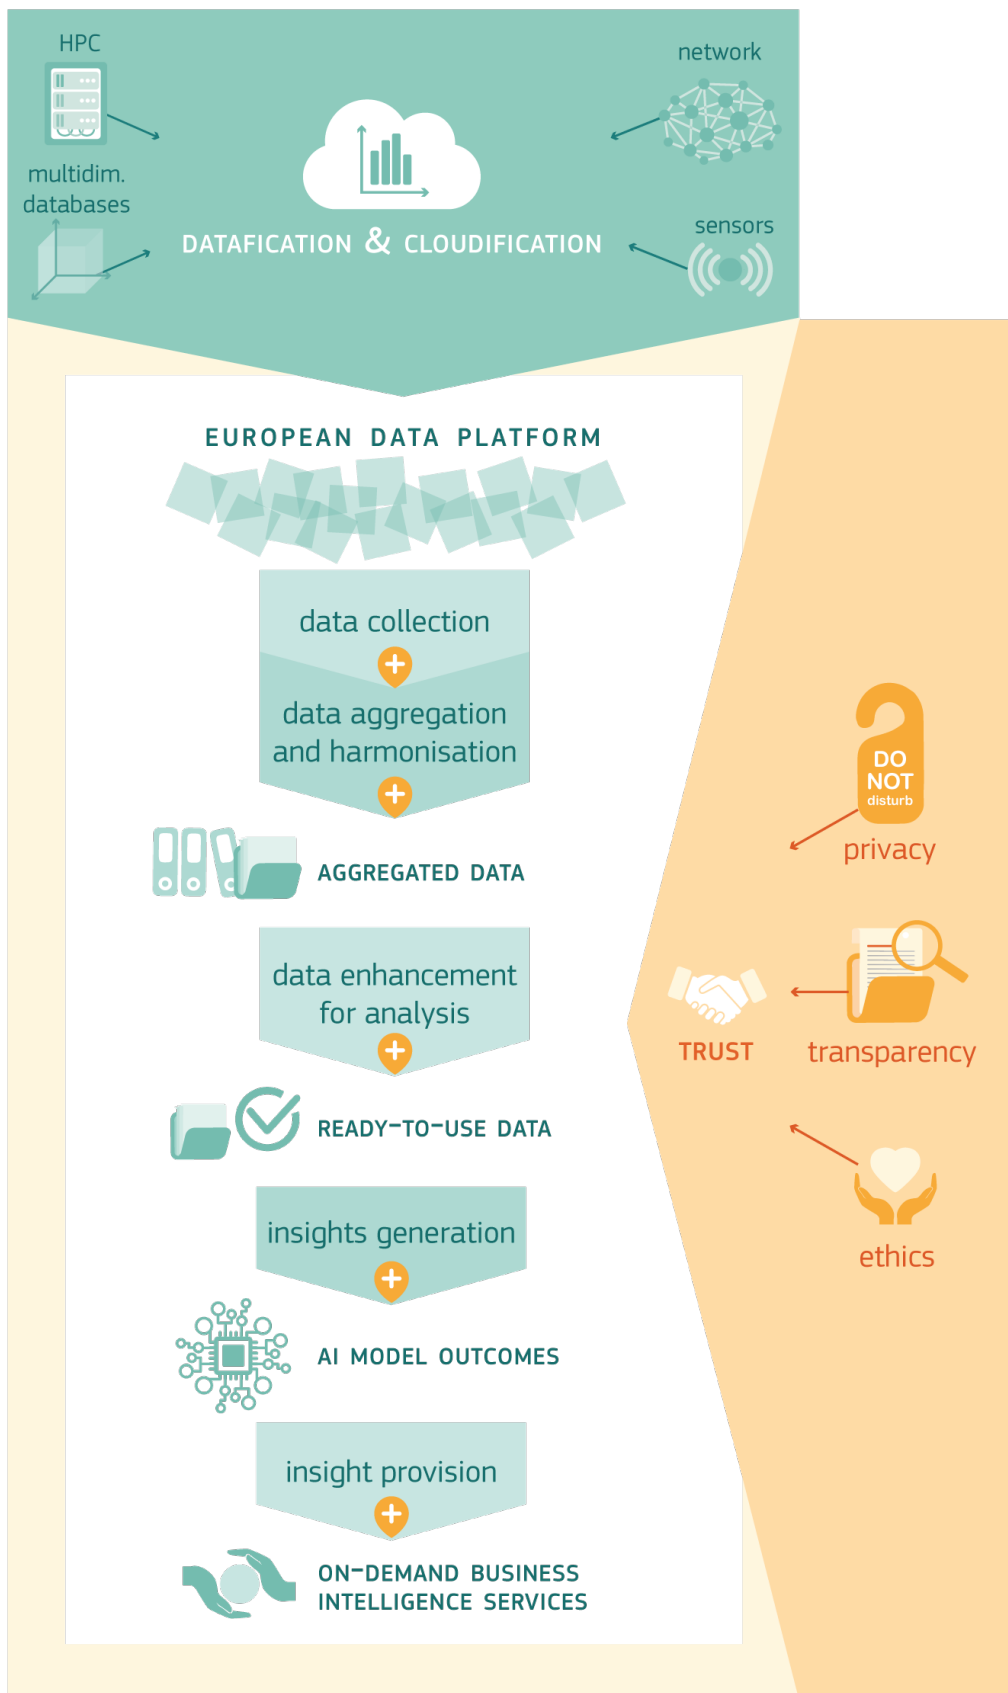 HPC
multidim.
databases
network
sensors
DATAFICATION & CLOUDIFICATION
EUROPEAN DATA PLATFORM
data collection
data aggregation
and harmonisation
AGGREGATED DATA
data enhancement
for analysis
READY-TO-USE DATA
insights generation
AI MODEL OUTCOMES
insight provision
ON-DEMAND BUSINESS
INTELLIGENCE SERVICES
TRUST
DO
NOT
disturb
privacy
transparency
ethics